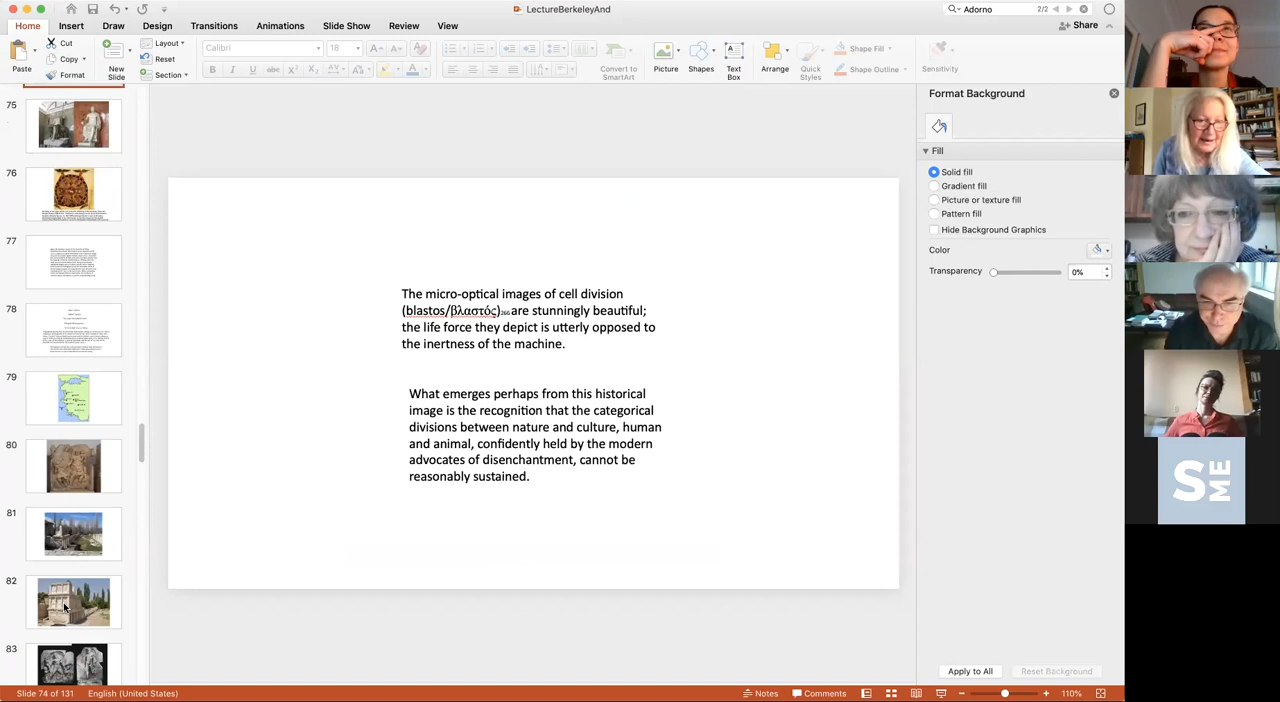 LectureBerkeleyAnd
Adorno
2/2
Home
Insert
Draw
Design
Transitions
Animations
Slide Show
Review
View
Share
Paste
Cut
Copy
Format
New
Slide
Layout
Reset
Section
Calibri
18
Convert to
SmartArt
Picture
Shapes
Text
Box
Arrange
Quick
Styles
Shape Fill
Shape Outline
Sensitivity
75
76
77
78
79
80
81
82
83
The micro-optical images of cell division
(blastos/βλαστός) are stunningly beautiful;
the life force they depict is utterly opposed to
the inertness of the machine.
What emerges perhaps from this historical
image is the recognition that the categorical
divisions between nature and culture, human
and animal, confidently held by the modern
advocates of disenchantment, cannot be
reasonably sustained.
Format Background
Fill
Solid fill
Gradient fill
Picture or texture fill
Pattern fill
Hide Background Graphics
Color
Transparency
0%
Apply to All
Reset Background
SEME
Slide 74 of 131
English (United States)
Notes
Comments
110%